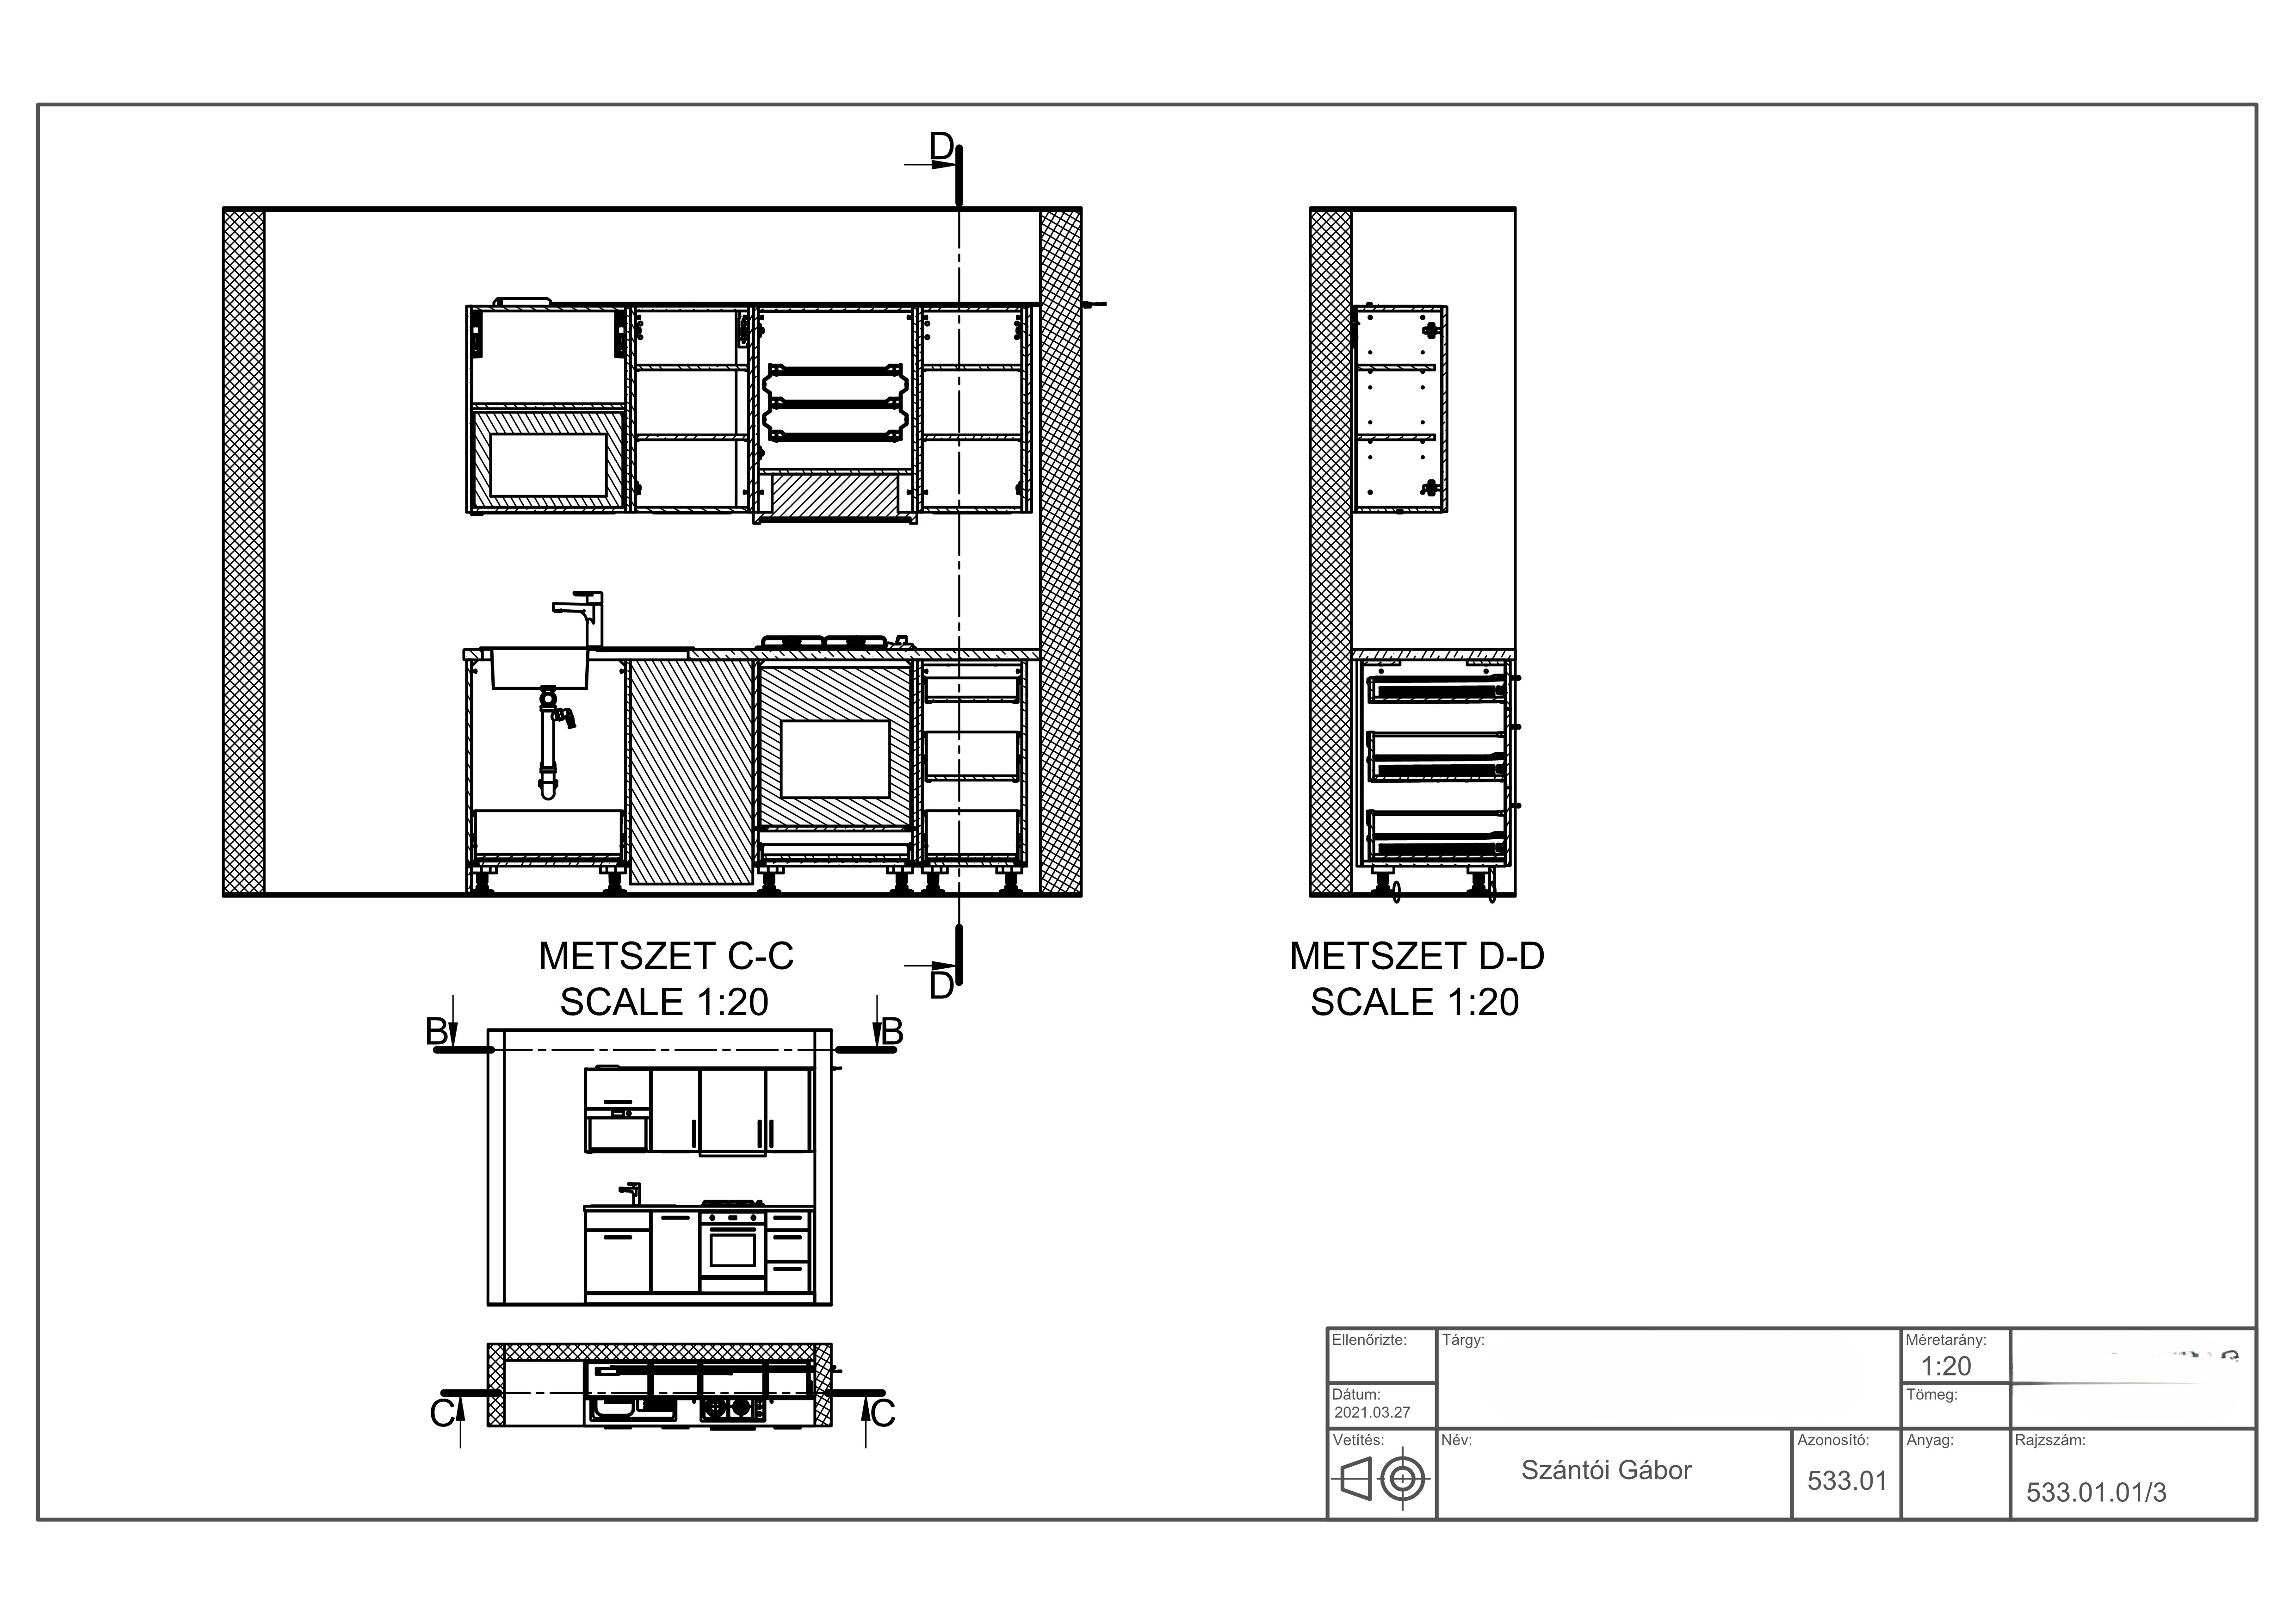 D
D
METSZET C-C
SCALE 1:20
METSZET D-D
SCALE 1:20
B
B
C
C
Ellenőrizte:
Tárgy:
Méretarány:
1:20
Dátum:
2021.03.27
Tömeg:
Vetítés:
Név:
Szántói Gábor
Azonosító:
533.01
Anyag:
Rajzszám:
533.01.01/3